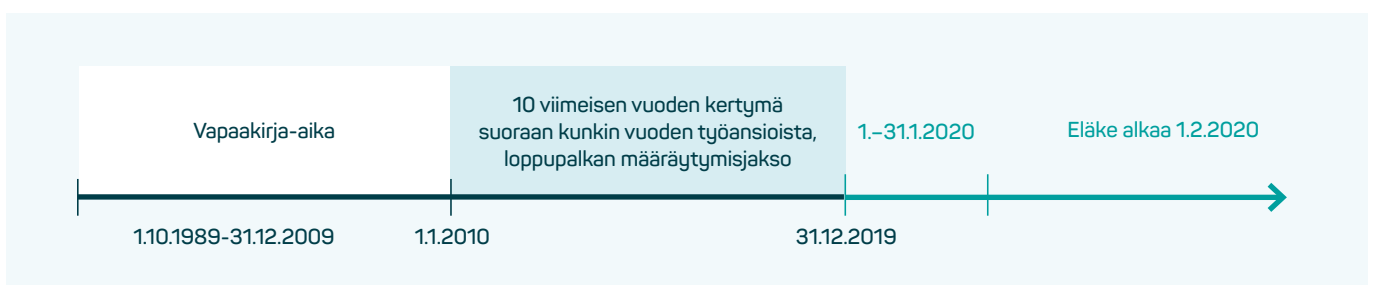 Vapaakirja-aika
10 viimeisen vuoden kertymä
suoraan kunkin vuoden työansioista,
loppupalkan määräytymisjakso
1.–31.1.2020
Eläke alkaa 1.2.2020
1.10.1989-31.12.2009
1.1.2010
31.12.2019